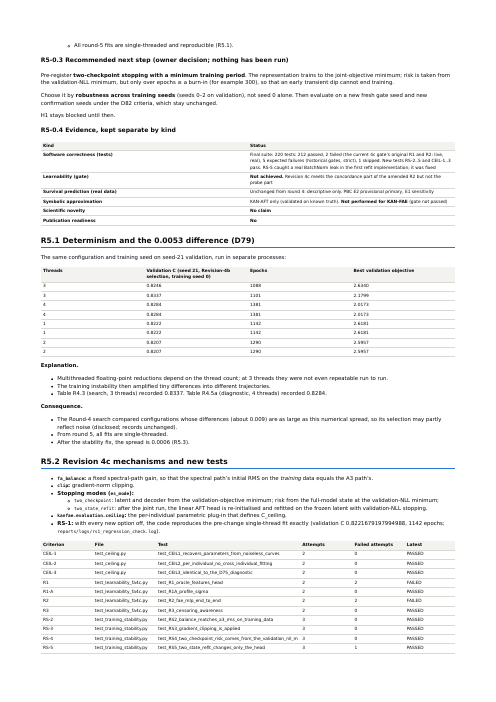 All round-5 fits are single-threaded and reproducible (R5.1).
R5-0.3 Recommended next step (owner decision; nothing has been run)
Pre-register two-checkpoint stopping with a minimum training period. The representation trains to the joint-objective minimum; risk is taken from
the validation-NLL minimum, but only over epochs ≥ a burn-in (for example 300), so that an early transient dip cannot end training.
Choose it by robustness across training seeds (seeds 0–2 on validation), not seed 0 alone. Then evaluate on a new fresh gate seed and new
confirmation seeds under the D82 criteria, which stay unchanged.
H1 stays blocked until then.
R5-0.4 Evidence, kept separate by kind
Kind Status
Software correctness (tests) Final suite: 220 tests: 212 passed, 2 failed (the current 4c gate's original R1 and R2: live,
real), 5 expected failures (historical gates, strict), 1 skipped. New tests RS-2..5 and CEIL-1..3
pass. RS-5 caught a real BatchNorm leak in the first refit implementation; it was fixed
Learnability (gate) Not achieved. Revision 4c meets the concordance part of the amended R2 but not the
probe part
Survival prediction (real data) Unchanged from round 4: descriptive only. PBC E2 provisional primary, E1 sensitivity
Symbolic approximation KAN-AFT only (validated on known truth). Not performed for KAN-FAE (gate not passed)
Scientific novelty No claim
Publication readiness No
R5.1 Determinism and the 0.0053 difference (D79)
The same configuration and training seed on seed-21 validation, run in separate processes:
Threads Validation C (seed 21, Revision-4b Epochs Best validation objective
selection, training seed 0)
3 0.8246 1088 2.6340
3 0.8337 1101 2.1799
4 0.8284 1381 2.0173
4 0.8284 1381 2.0173
1 0.8222 1142 2.6181
1 0.8222 1142 2.6181
2 0.8207 1290 2.5957
2 0.8207 1290 2.5957
Explanation.
Multithreaded floating-point reductions depend on the thread count; at 3 threads they were not even repeatable run to run.
The training instability then amplified tiny differences into different trajectories.
Table R4.3 (search, 3 threads) recorded 0.8337. Table R4.5a (diagnostic, 4 threads) recorded 0.8284.
Consequence.
The Round-4 search compared configurations whose differences (about 0.009) are as large as this numerical spread, so its selection may partly
reflect noise (disclosed; records unchanged).
From round 5, all fits are single-threaded.
After the stability fix, the spread is 0.0006 (R5.3).
R5.2 Revision 4c mechanisms and new tests
fa_balance: a fixed spectral-path gain, so that the spectral path's initial RMS on the training data equals the A3 path's.
clip: gradient-norm clipping.
Stopping modes (es_mode):
two_checkpoint: latent and decoder from the validation-objective minimum; risk from the full-model state at the validation-NLL minimum;
two_state_refit: after the joint run, the linear AFT head is re-initialised and refitted on the frozen latent with validation-NLL stopping.
kanfae.evaluation.ceiling: the per-individual parametric plug-in that defines C_ceiling.
RS-1: with every new option off, the code reproduces the pre-change single-thread fit exactly (validation C 0.8221679197994988, 1142 epochs;
reports/logs/rs1_regression_check.log).
Criterion File Test Attempts Failed attempts Latest
CEIL-1 test_ceiling.py test_CEIL1_recovers_parameters_from_noiseless_curves 2 0 PASSED
CEIL-2 test_ceiling.py test_CEIL2_per_individual_no_cross_individual_fitting 2 0 PASSED
CEIL-3 test_ceiling.py test_CEIL3_identical_to_the_D75_diagnostic 2 0 PASSED
R1 test_learnability_fa4c.py test_R1_oracle_features_head 2 2 FAILED
R1-A test_learnability_fa4c.py test_R1A_profile_sigma 2 0 PASSED
R2 test_learnability_fa4c.py test_R2_fae_mlp_end_to_end 2 2 FAILED
R3 test_learnability_fa4c.py test_R3_censoring_awareness 2 0 PASSED
RS-2 test_training_stability.py test_RS2_balance_matches_a3_rms_on_training_data 3 0 PASSED
RS-3 test_training_stability.py test_RS3_gradient_clipping_is_applied 3 0 PASSED
RS-4 test_training_stability.py test_RS4_two_checkpoint_risk_comes_from_the_validation_nll_m 3 0 PASSED
RS-5 test_training_stability.py test_RS5_two_state_refit_changes_only_the_head 3 1 PASSED